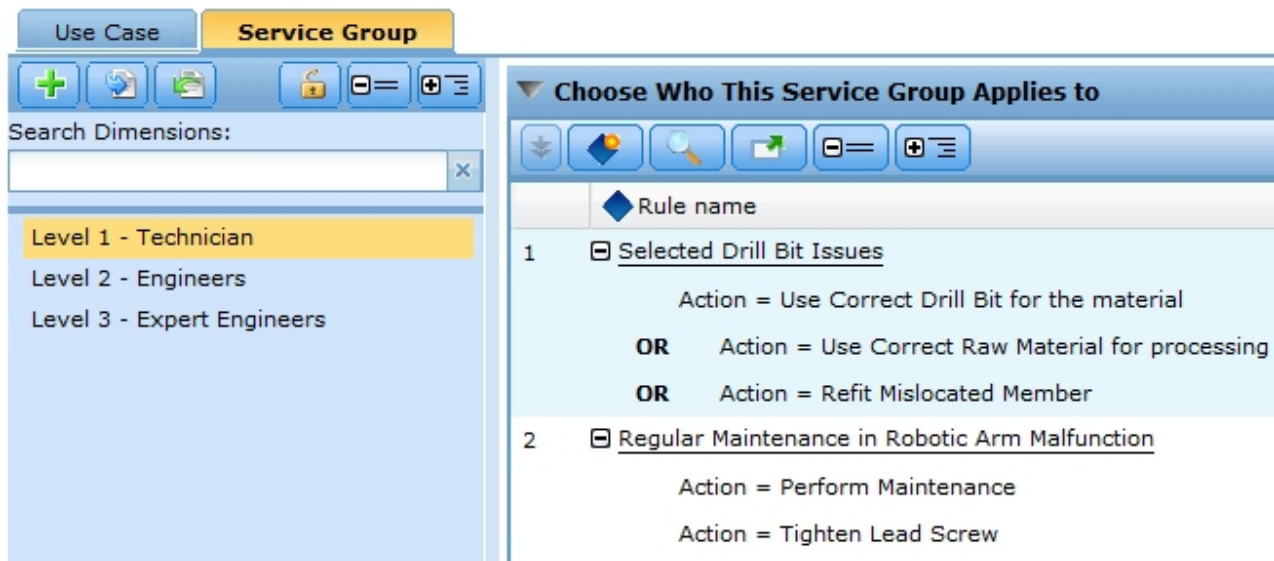 Use Case
Service Group
Search Dimensions:
Level 1 - Technician
Level 2 - Engineers
Level 3 - Expert Engineers
Choose Who This Service Group Applies to
Rule name
1 Selected Drill Bit Issues
Action = Use Correct Drill Bit for the material
OR Action = Use Correct Raw Material for processing
OR Action = Refit Mislocated Member
2 Regular Maintenance in Robotic Arm Malfunction
Action = Perform Maintenance
Action = Tighten Lead Screw